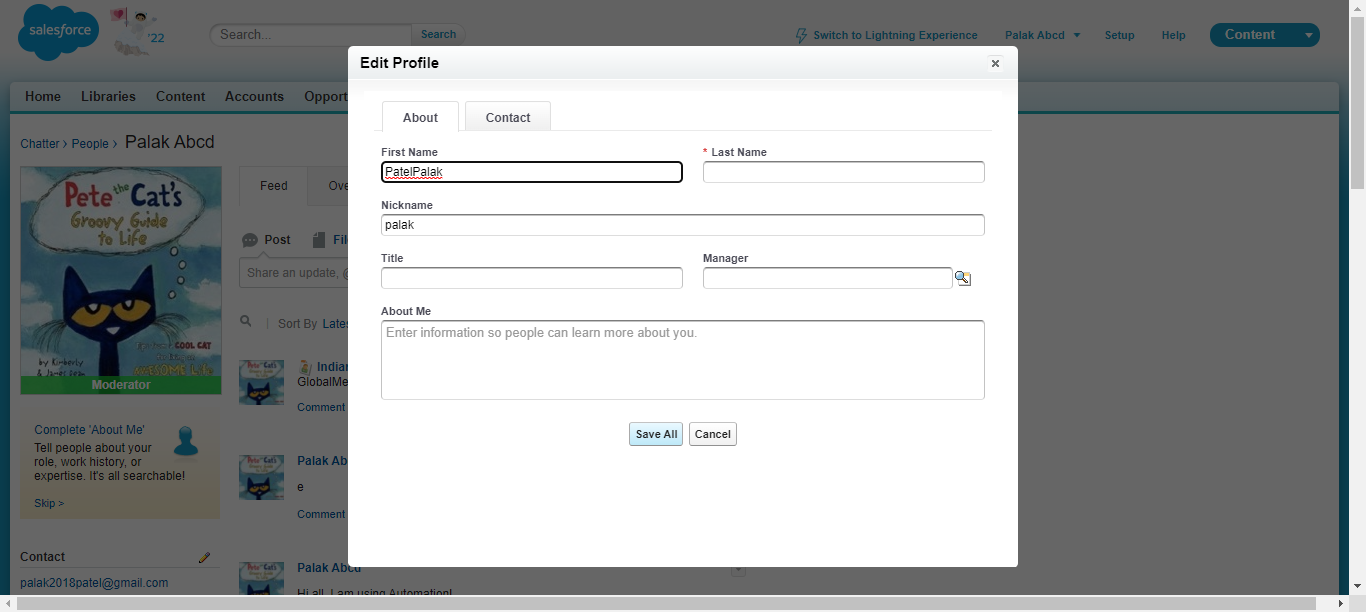 salesforce
'22
Search...
Search
Switch to Lightning Experience
Palak Abcd
Setup
Help
Content
Home
Libraries
Content
Accounts
Opport
Chatter › People › Palak Abcd
Pete the Cat's
Groovy Guide
to Life
COOL CAT
AWESOME Life
by Kimberly
& James Dean
Moderator
Complete 'About Me'
Tell people about your
role, work history, or
expertise. It's all searchable!
Skip >
Contact
palak2018patel@gmail.com
Feed
Ove
Post
Fil
Share an update, @
Sort By Lates
Indian
GlobalMe
Comment
Palak Ab
e
Comment
Palak Abcd
Hi all, I am using Automation!
Edit Profile
×
About
Contact
First Name
PatelPalak
* Last Name
Nickname
palak
Title
Manager
About Me
Enter information so people can learn more about you.
Save All
Cancel